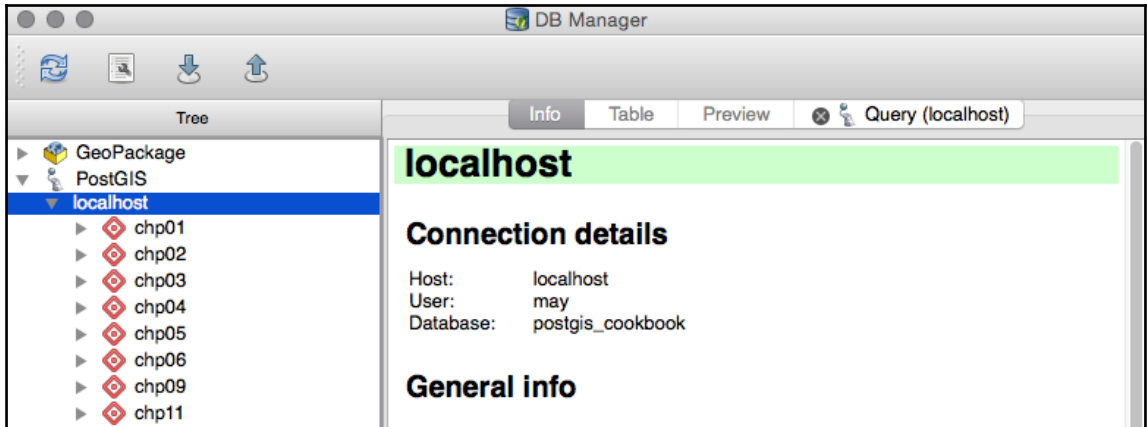 DB Manager
Tree
Info Table Preview Query (localhost)
GeoPackage
PostGIS
localhost
chp01
chp02
chp03
chp04
chp05
chp06
chp09
chp11
localhost
Connection details
Host: localhost
User: may
Database: postgis_cookbook
General info